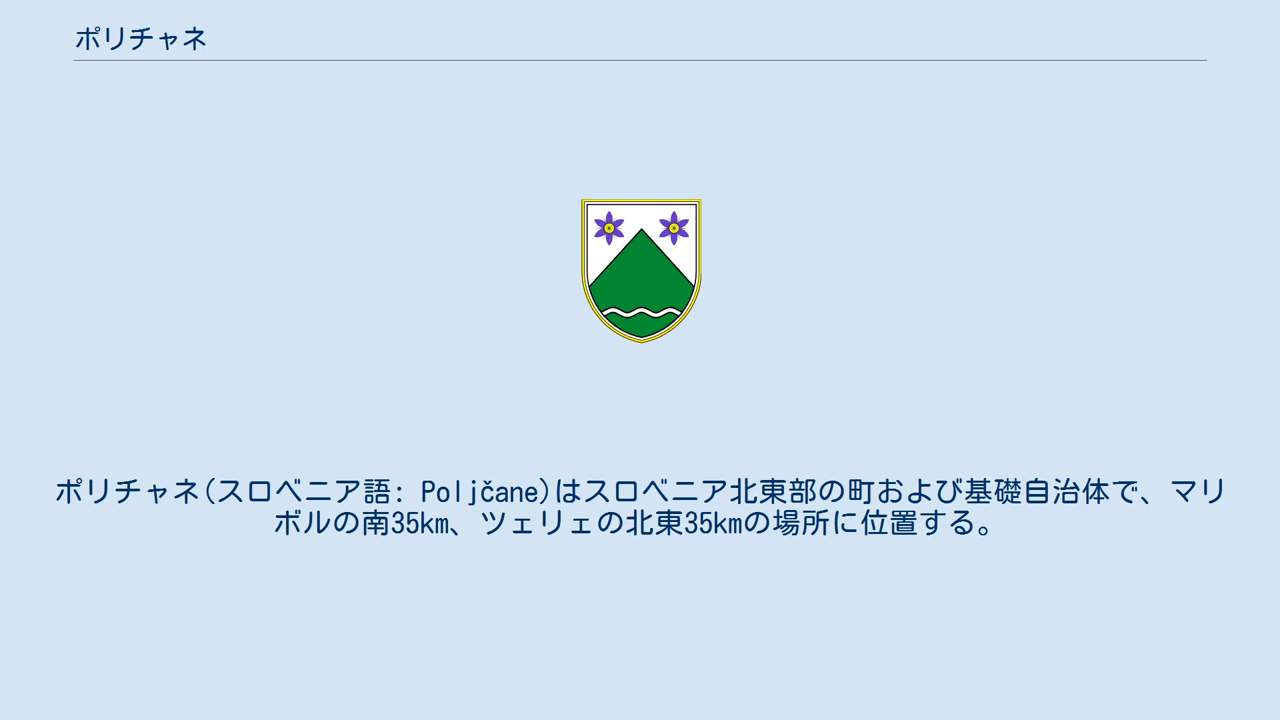 ポリチャネ
ポリチャネ(スロベニア語: Poljčane)はスロベニア北東部の町および基礎自治体で、マリ
ボルの南35km、ツェリェの北東35kmの場所に位置する。